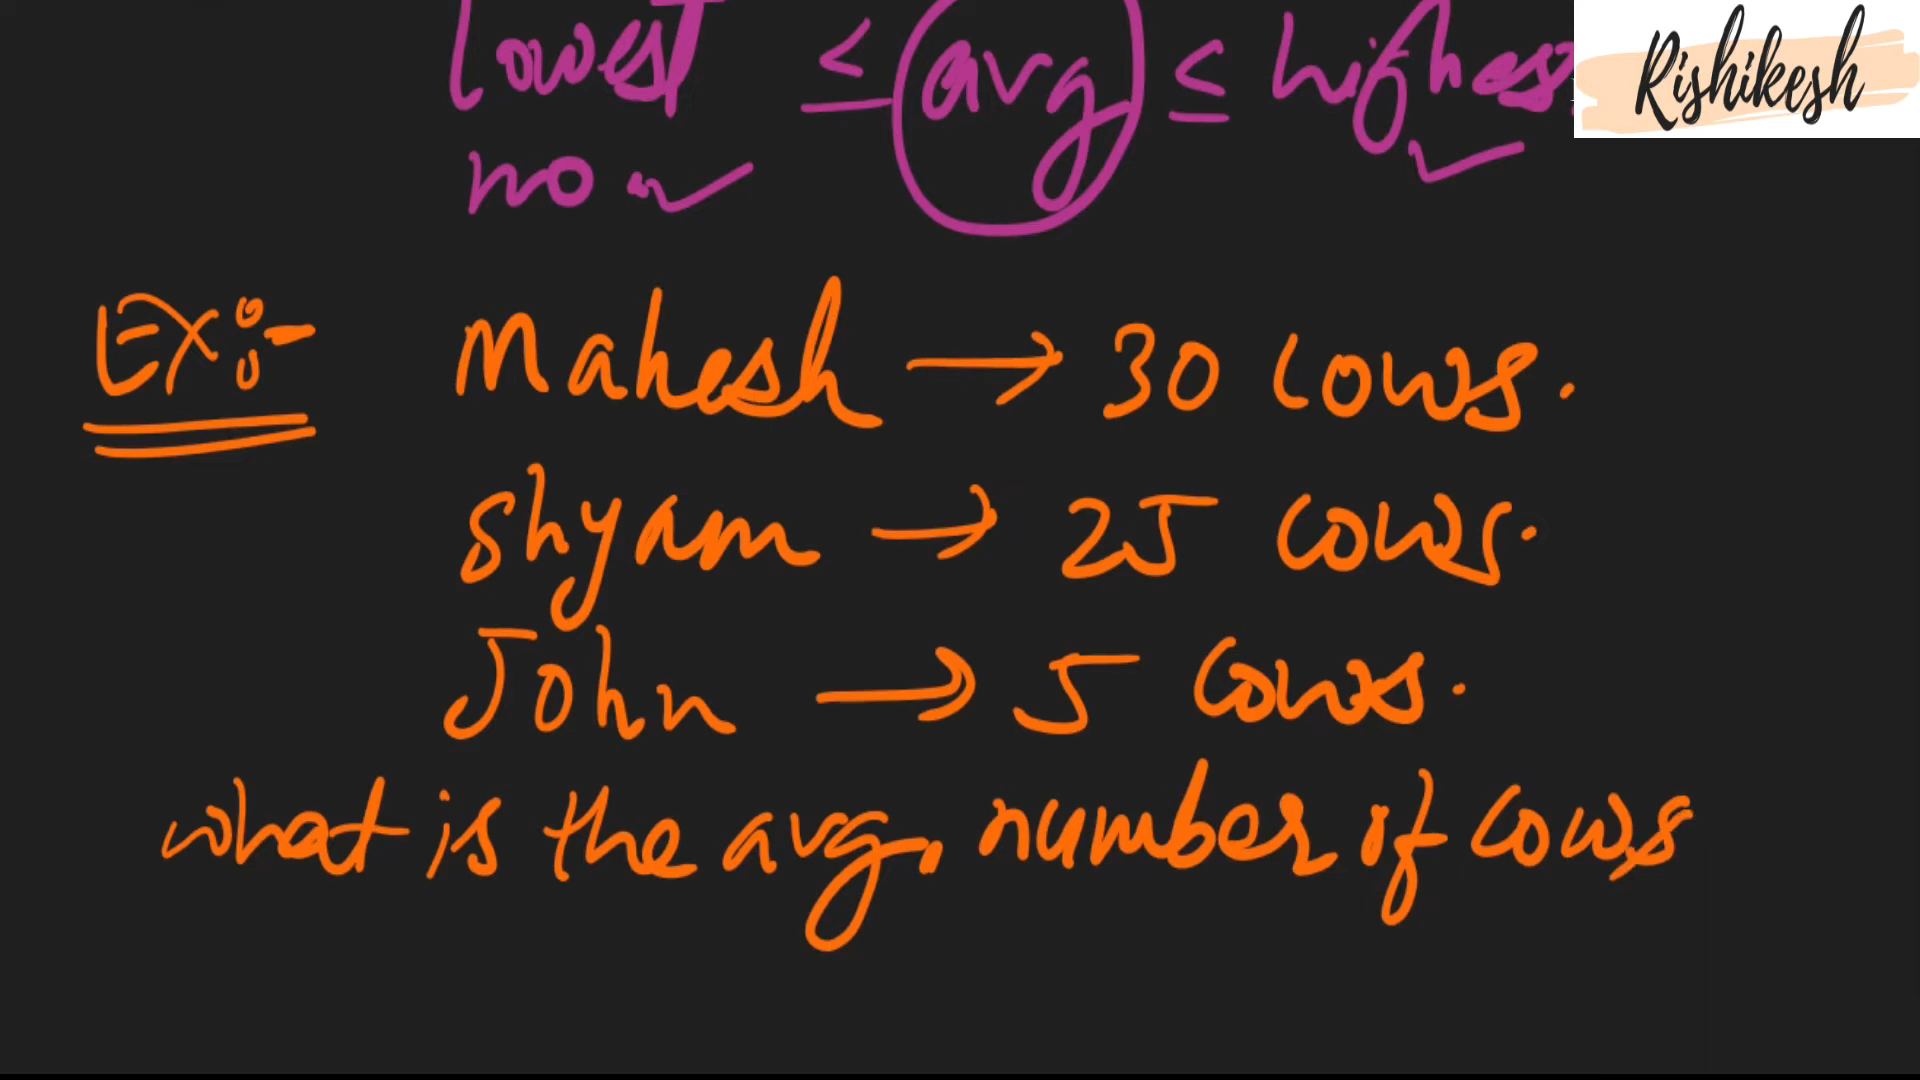 lowest ≤ avg ≤ highes
no
Rishikesh
Ex:- Mahesh → 30 cows.
Shyam → 25 cows.
John → 5 cows.
what is the avg. number of cows